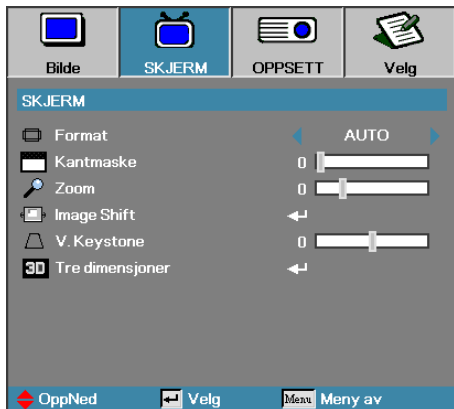 Bilde SKJERM OPPSETT Velg
SKJERM
Format AUTO
Kantmaske 0
Zoom 0
Image Shift
V. Keystone 0
3D Tre dimensjoner
OppNed Velg Menu Meny av